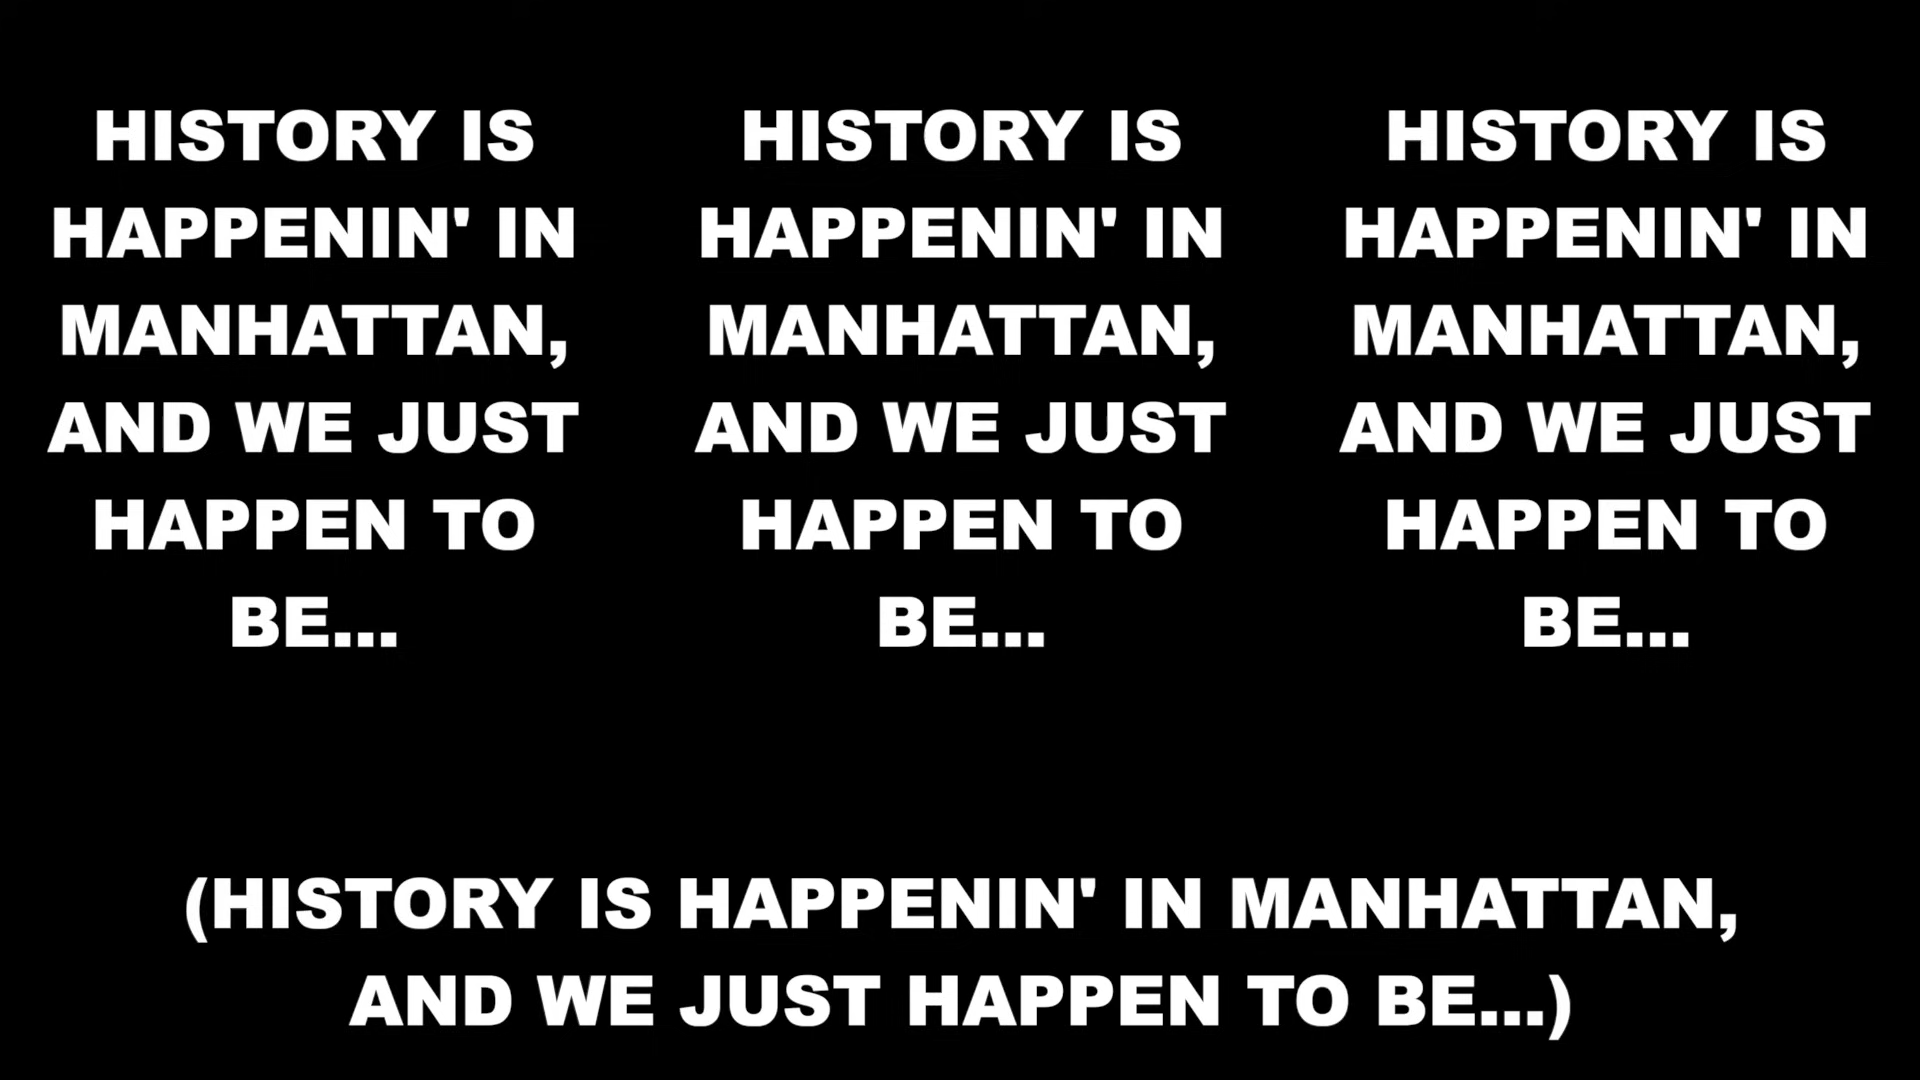 HISTORY IS
HAPPENIN' IN
MANHATTAN,
AND WE JUST
HAPPEN TO
BE...
HISTORY IS
HAPPENIN' IN
MANHATTAN,
AND WE JUST
HAPPEN TO
BE...
HISTORY IS
HAPPENIN' IN
MANHATTAN,
AND WE JUST
HAPPEN TO
BE...
(HISTORY IS HAPPENIN' IN MANHATTAN,
AND WE JUST HAPPEN TO BE...)